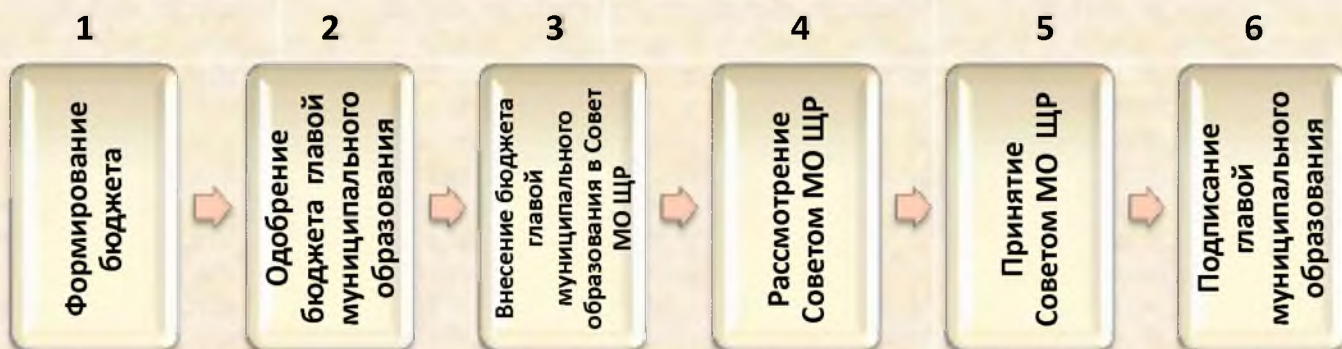 1
Формирование
бюджета
2
Одобрение
бюджета главой
муниципального
образования
3
Внесение бюджета
главой
муниципального
образования в Совет
МО ЩР
4
Рассмотрение
Советом МО ЩР
5
Принятие
Советом МО ЩР
6
Подписание
главой
муниципального
образования